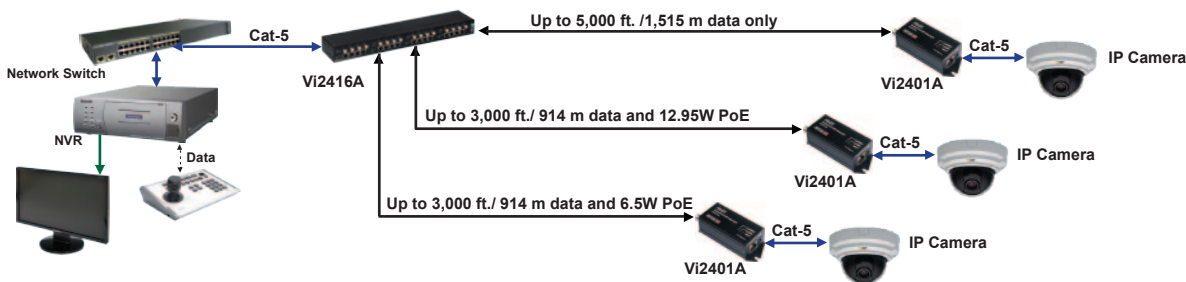 Up to 5,000 ft. /1,515 m data only
Cat-5
Cat-5
IP Camera
Network Switch
Vi2416A
Vi2401A
Up to 3,000 ft./ 914 m data and 12.95W PoE
NVR
Cat-5
IP Camera
Data
Vi2401A
Up to 3,000 ft./ 914 m data and 6.5W PoE
Cat-5
IP Camera
Vi2401A